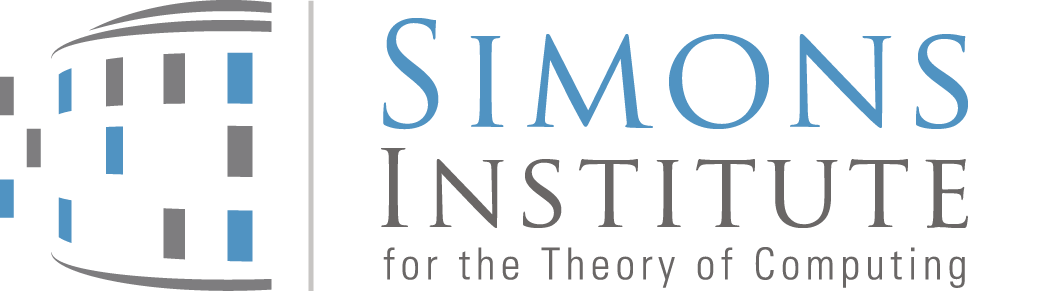 SIMONS
INSTITUTE
for the Theory of Computing